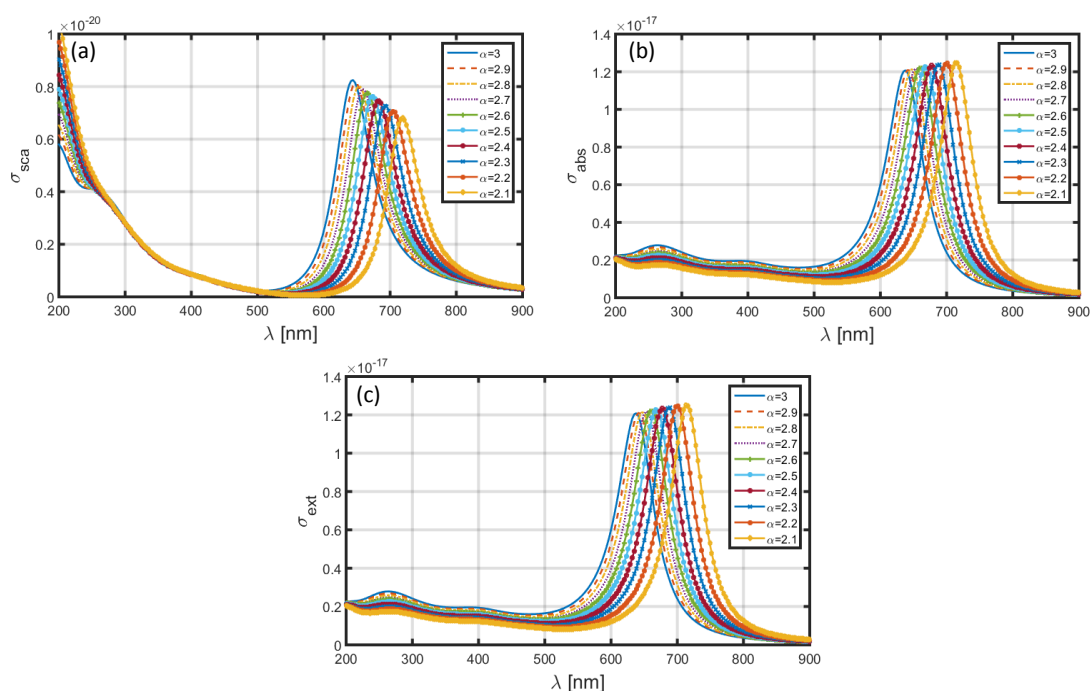 ×10⁻²⁰
(a)
1
0.8
0.6
0.4
0.2
0
σsca
200 300 400 500 600 700 800 900
λ [nm]
α=3
α=2.9
α=2.8
α=2.7
α=2.6
α=2.5
α=2.4
α=2.3
α=2.2
α=2.1
×10⁻¹⁷
(b)
1.4
1.2
1
0.8
0.6
0.4
0.2
0
σabs
200 300 400 500 600 700 800 900
λ [nm]
α=3
α=2.9
α=2.8
α=2.7
α=2.6
α=2.5
α=2.4
α=2.3
α=2.2
α=2.1
×10⁻¹⁷
(c)
1.4
1.2
1
0.8
0.6
0.4
0.2
0
σext
200 300 400 500 600 700 800 900
λ [nm]
α=3
α=2.9
α=2.8
α=2.7
α=2.6
α=2.5
α=2.4
α=2.3
α=2.2
α=2.1